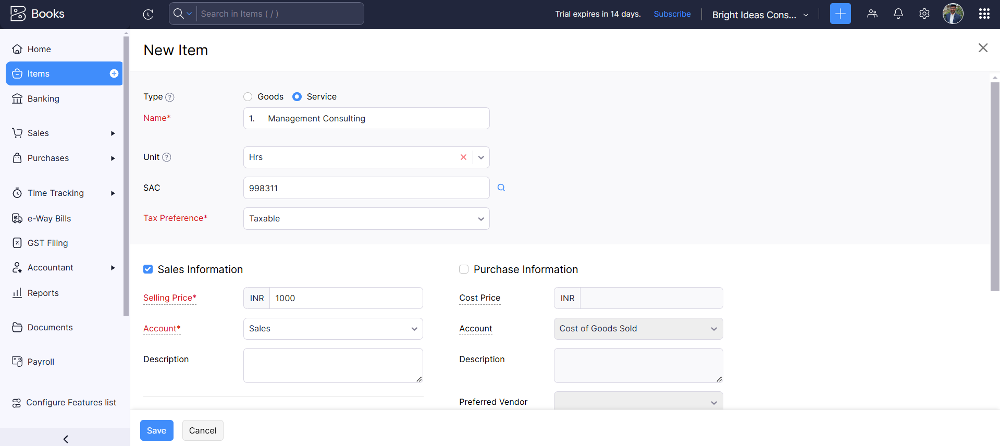 Books
Search in Items ( / )
Trial expires in 14 days.
Subscribe
Bright Ideas Cons...
Home
Items
Banking
Sales
Purchases
Time Tracking
e-Way Bills
GST Filing
Accountant
Reports
Documents
Payroll
Configure Features list
New Item
Type ?
Goods
Service
Name*
1. Management Consulting
Unit ?
Hrs
SAC
998311
Tax Preference*
Taxable
Sales Information
Selling Price*
INR
1000
Account*
Sales
Description
Purchase Information
Cost Price
INR
Account
Cost of Goods Sold
Description
Preferred Vendor
Save
Cancel